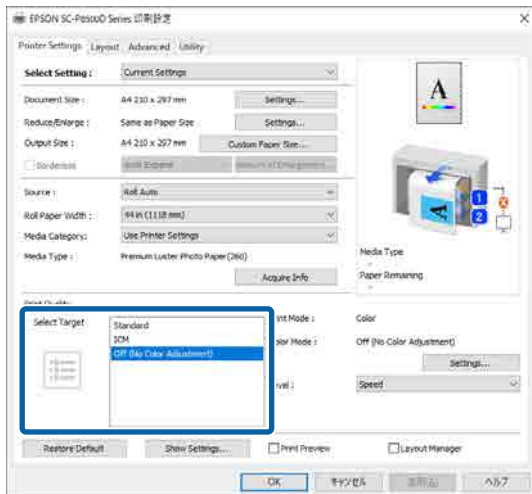 EPSON SC-P8500D Series 印刷設定
Printer Settings Layout Advanced Utility
Select Setting : Current Settings
Document Size : A4 210 x 297 mm Settings...
Reduce/Enlarge : Same as Paper Size Settings...
Output Size : A4 210 x 297 mm Custom Paper Size...
Borderless Auto Expand Amount of Enlargement...
Source : Roll Auto
Roll Paper Width : 44 in (1118 mm)
Media Category: Use Printer Settings
Media Type : Premium Luster Photo Paper(260)
Acquire Info
A
A
1
2
Media Type
-
Paper Remaining
-
Print Quality
Select Target Standard
ICM
Off (No Color Adjustment)
int Mode : Color
olor Mode : Off (No Color Adjustment)
Settings...
evel : Speed
Restore Default Show Settings... Print Preview Layout Manager
OK キャンセル 適用(A) ヘルプ